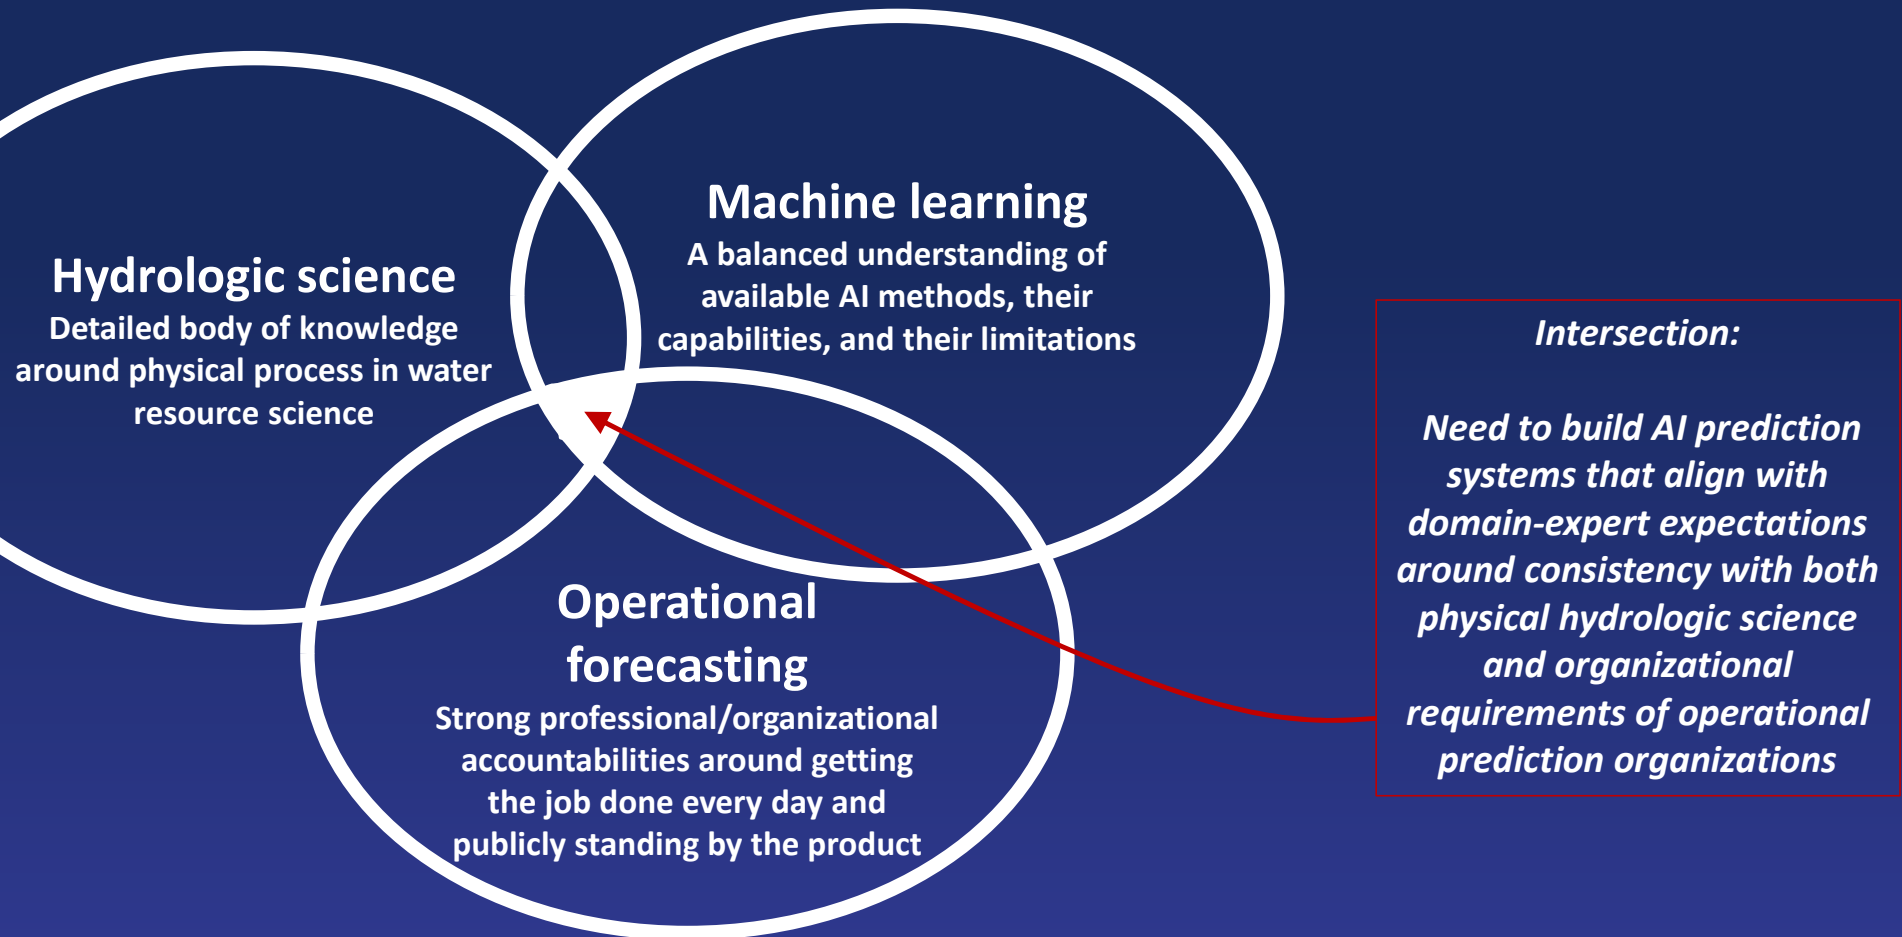 Hydrologic science
Detailed body of knowledge
around physical process in water
resource science
Machine learning
A balanced understanding of
available AI methods, their
capabilities, and their limitations
Operational
forecasting
Strong professional/organizational
accountabilities around getting
the job done every day and
publicly standing by the product
Intersection:
Need to build AI prediction
systems that align with
domain-expert expectations
around consistency with both
physical hydrologic science
and organizational
requirements of operational
prediction organizations